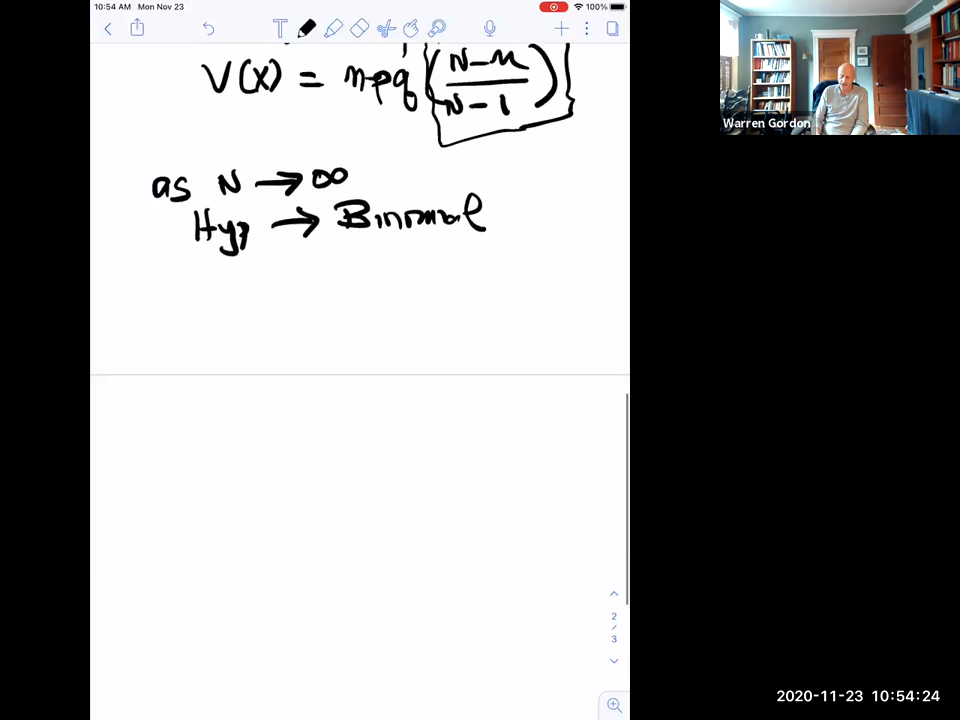 10:54 AM Mon Nov 23
100%
V(X) = npq (N-n / N-1)
as N → ∞
Hyp → Binomial
2
/
3
Warren Gordon
2020-11-23 10:54:24